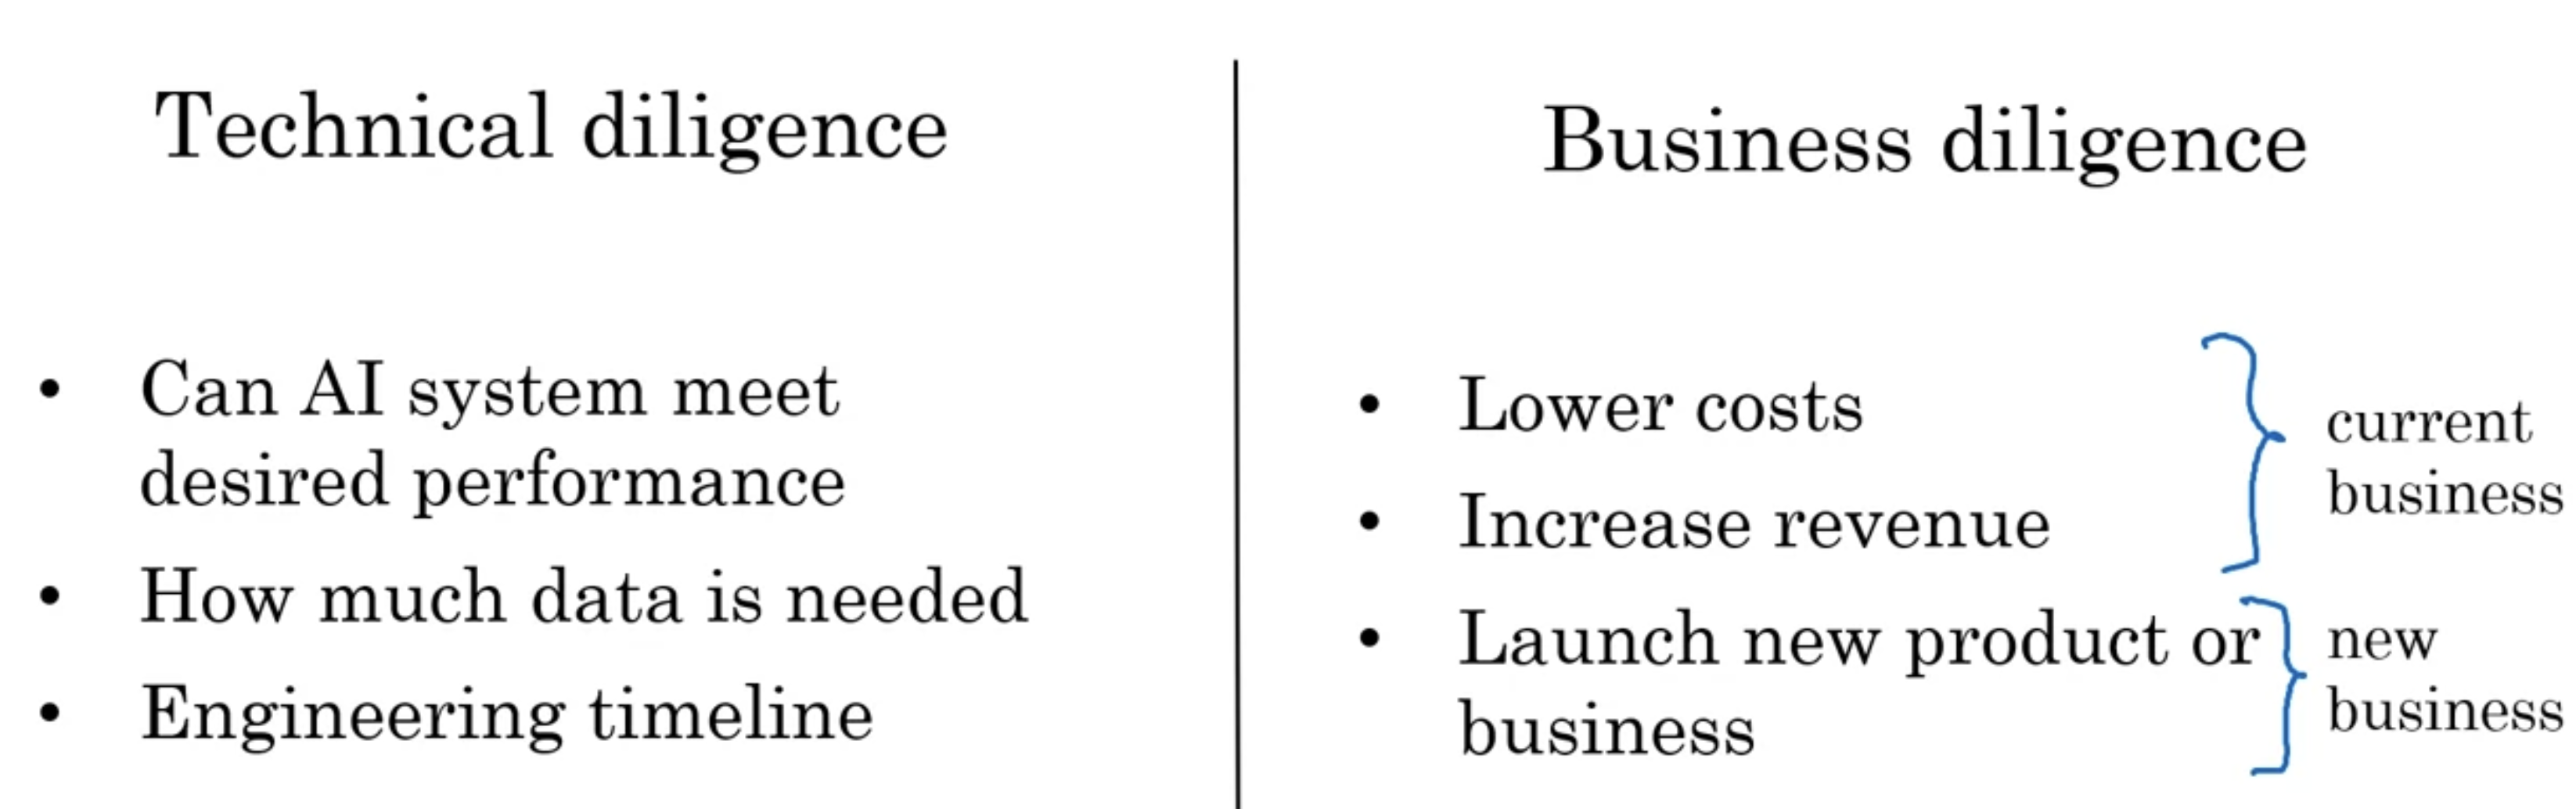 Technical diligence
• Can AI system meet
desired performance
• How much data is needed
• Engineering timeline
Business diligence
• Lower costs
• Increase revenue
• Launch new product or
business
current
business
new
business